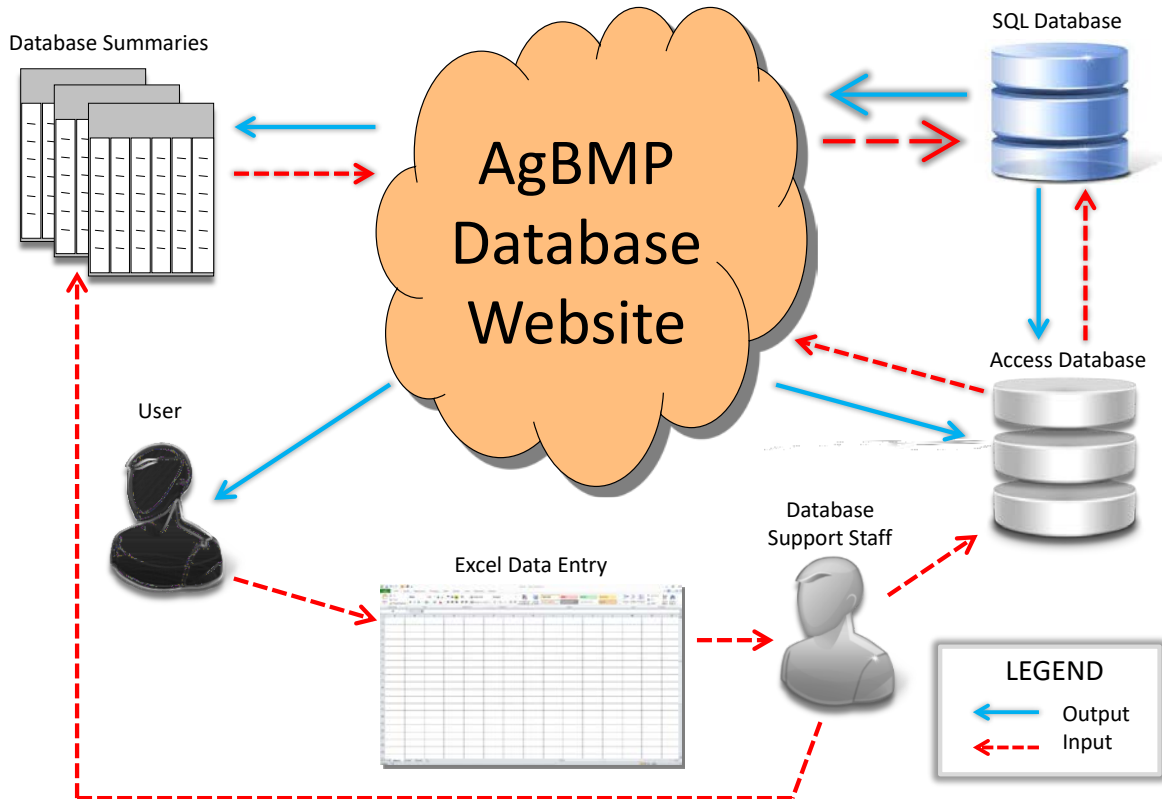 Database Summaries
SQL Database
AgBMP
Database
Website
Access Database
User
Database
Support Staff
Excel Data Entry
LEGEND
Output
Input